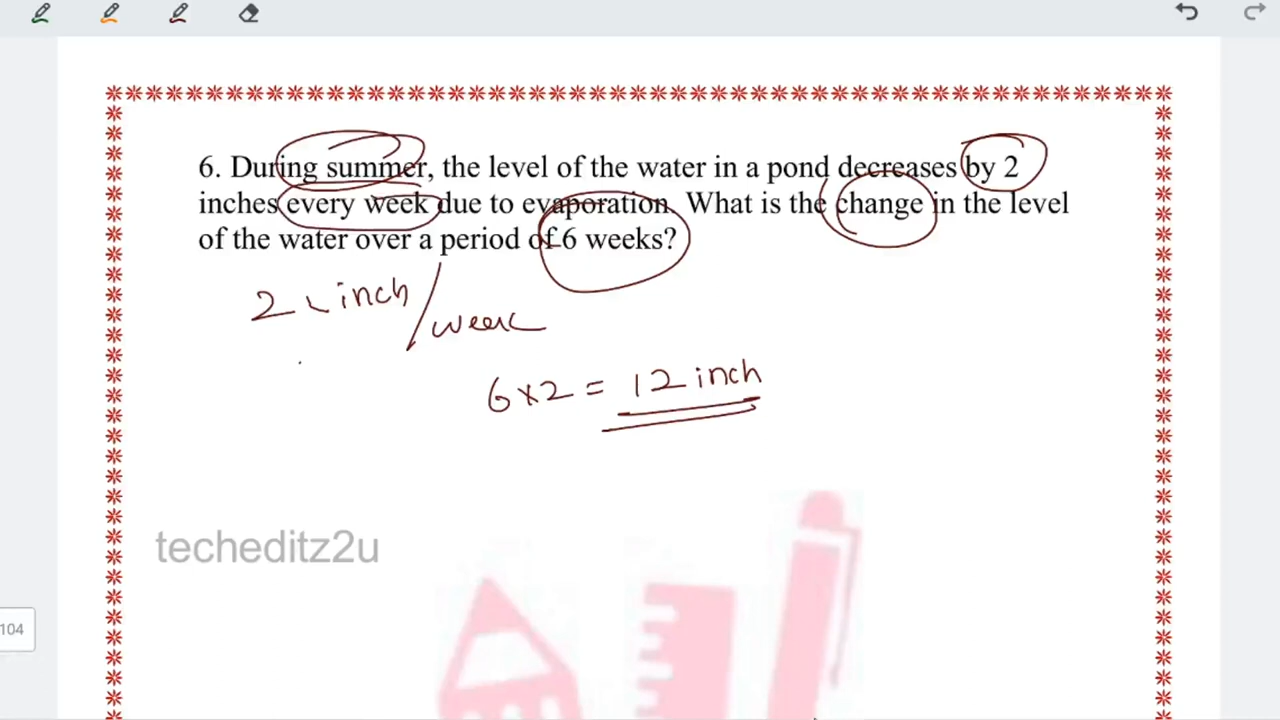 6. During summer, the level of the water in a pond decreases by 2
inches every week due to evaporation. What is the change in the level
of the water over a period of 6 weeks?
2 inch/week
6×2 = 12 inch
techeditz2u
104